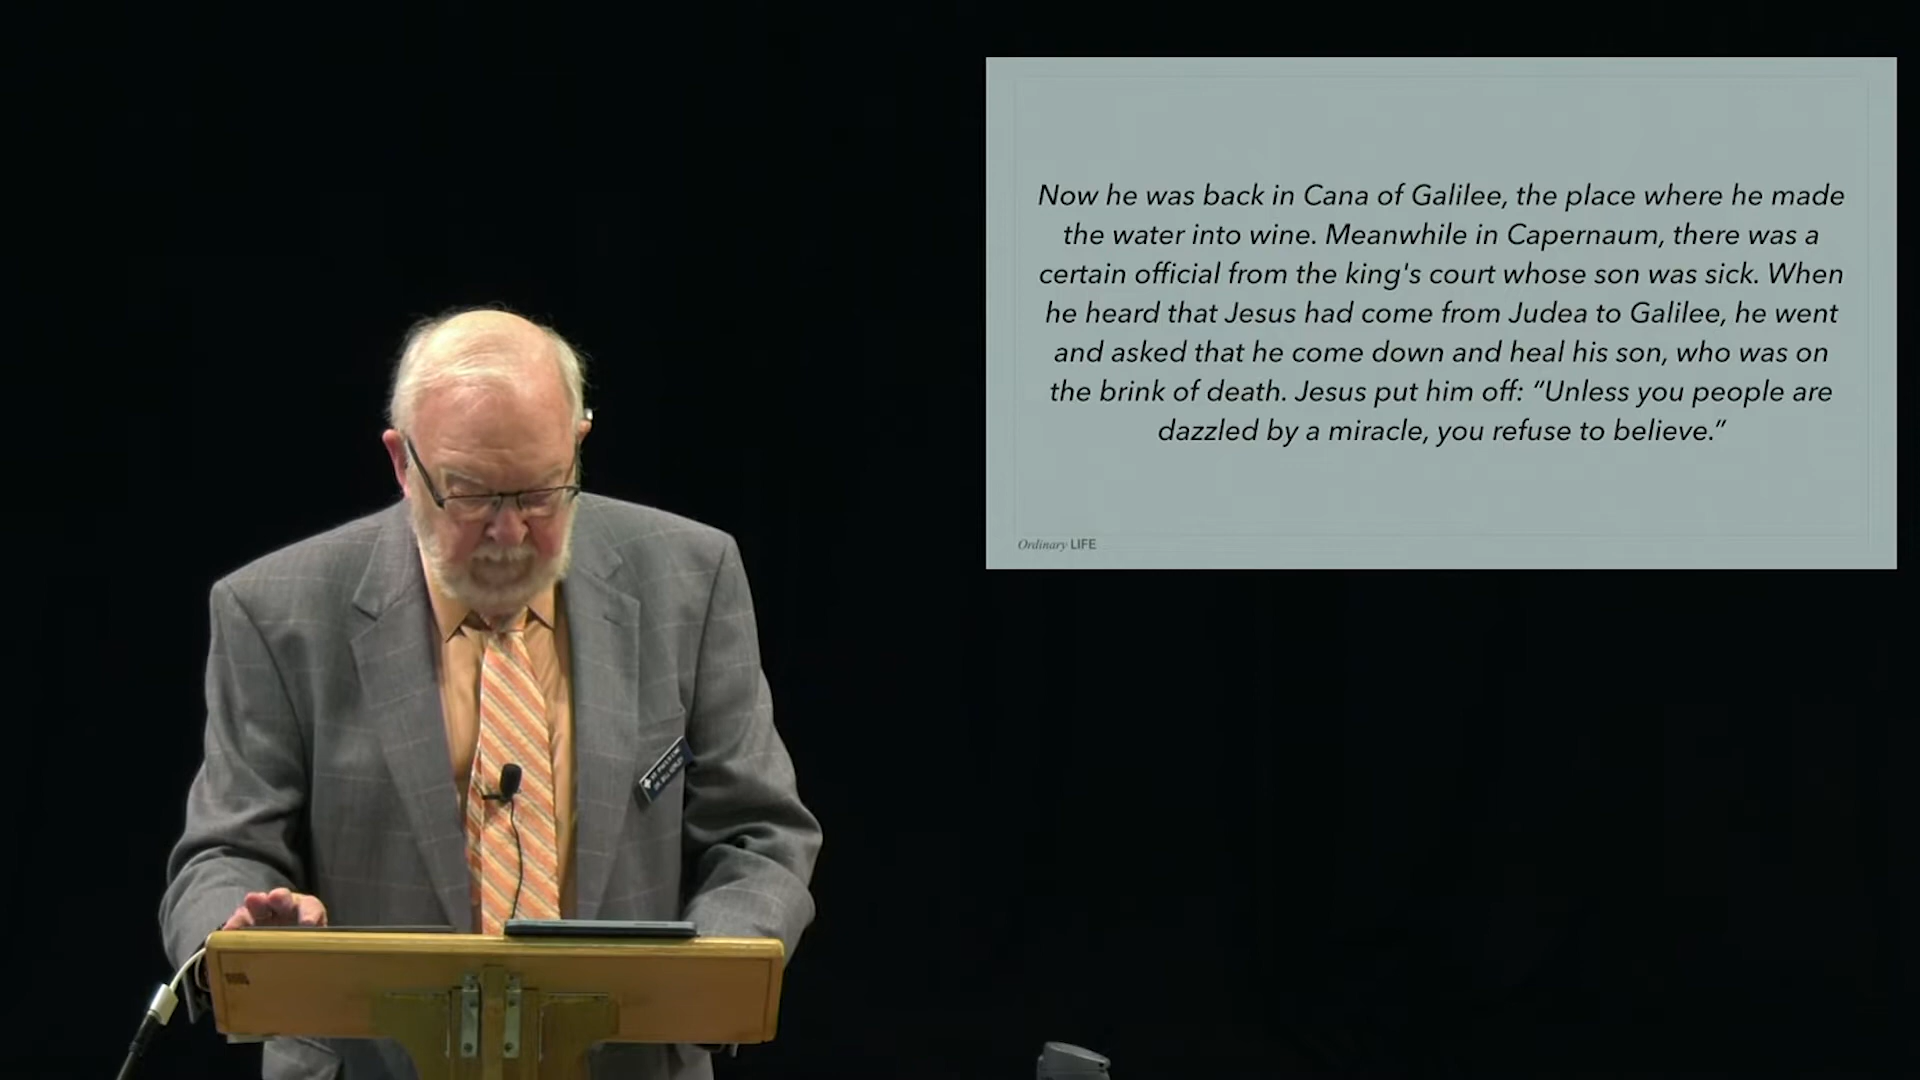 Now he was back in Cana of Galilee, the place where he made
the water into wine. Meanwhile in Capernaum, there was a
certain official from the king's court whose son was sick. When
he heard that Jesus had come from Judea to Galilee, he went
and asked that he come down and heal his son, who was on
the brink of death. Jesus put him off: “Unless you people are
dazzled by a miracle, you refuse to believe.”
Ordinary LIFE